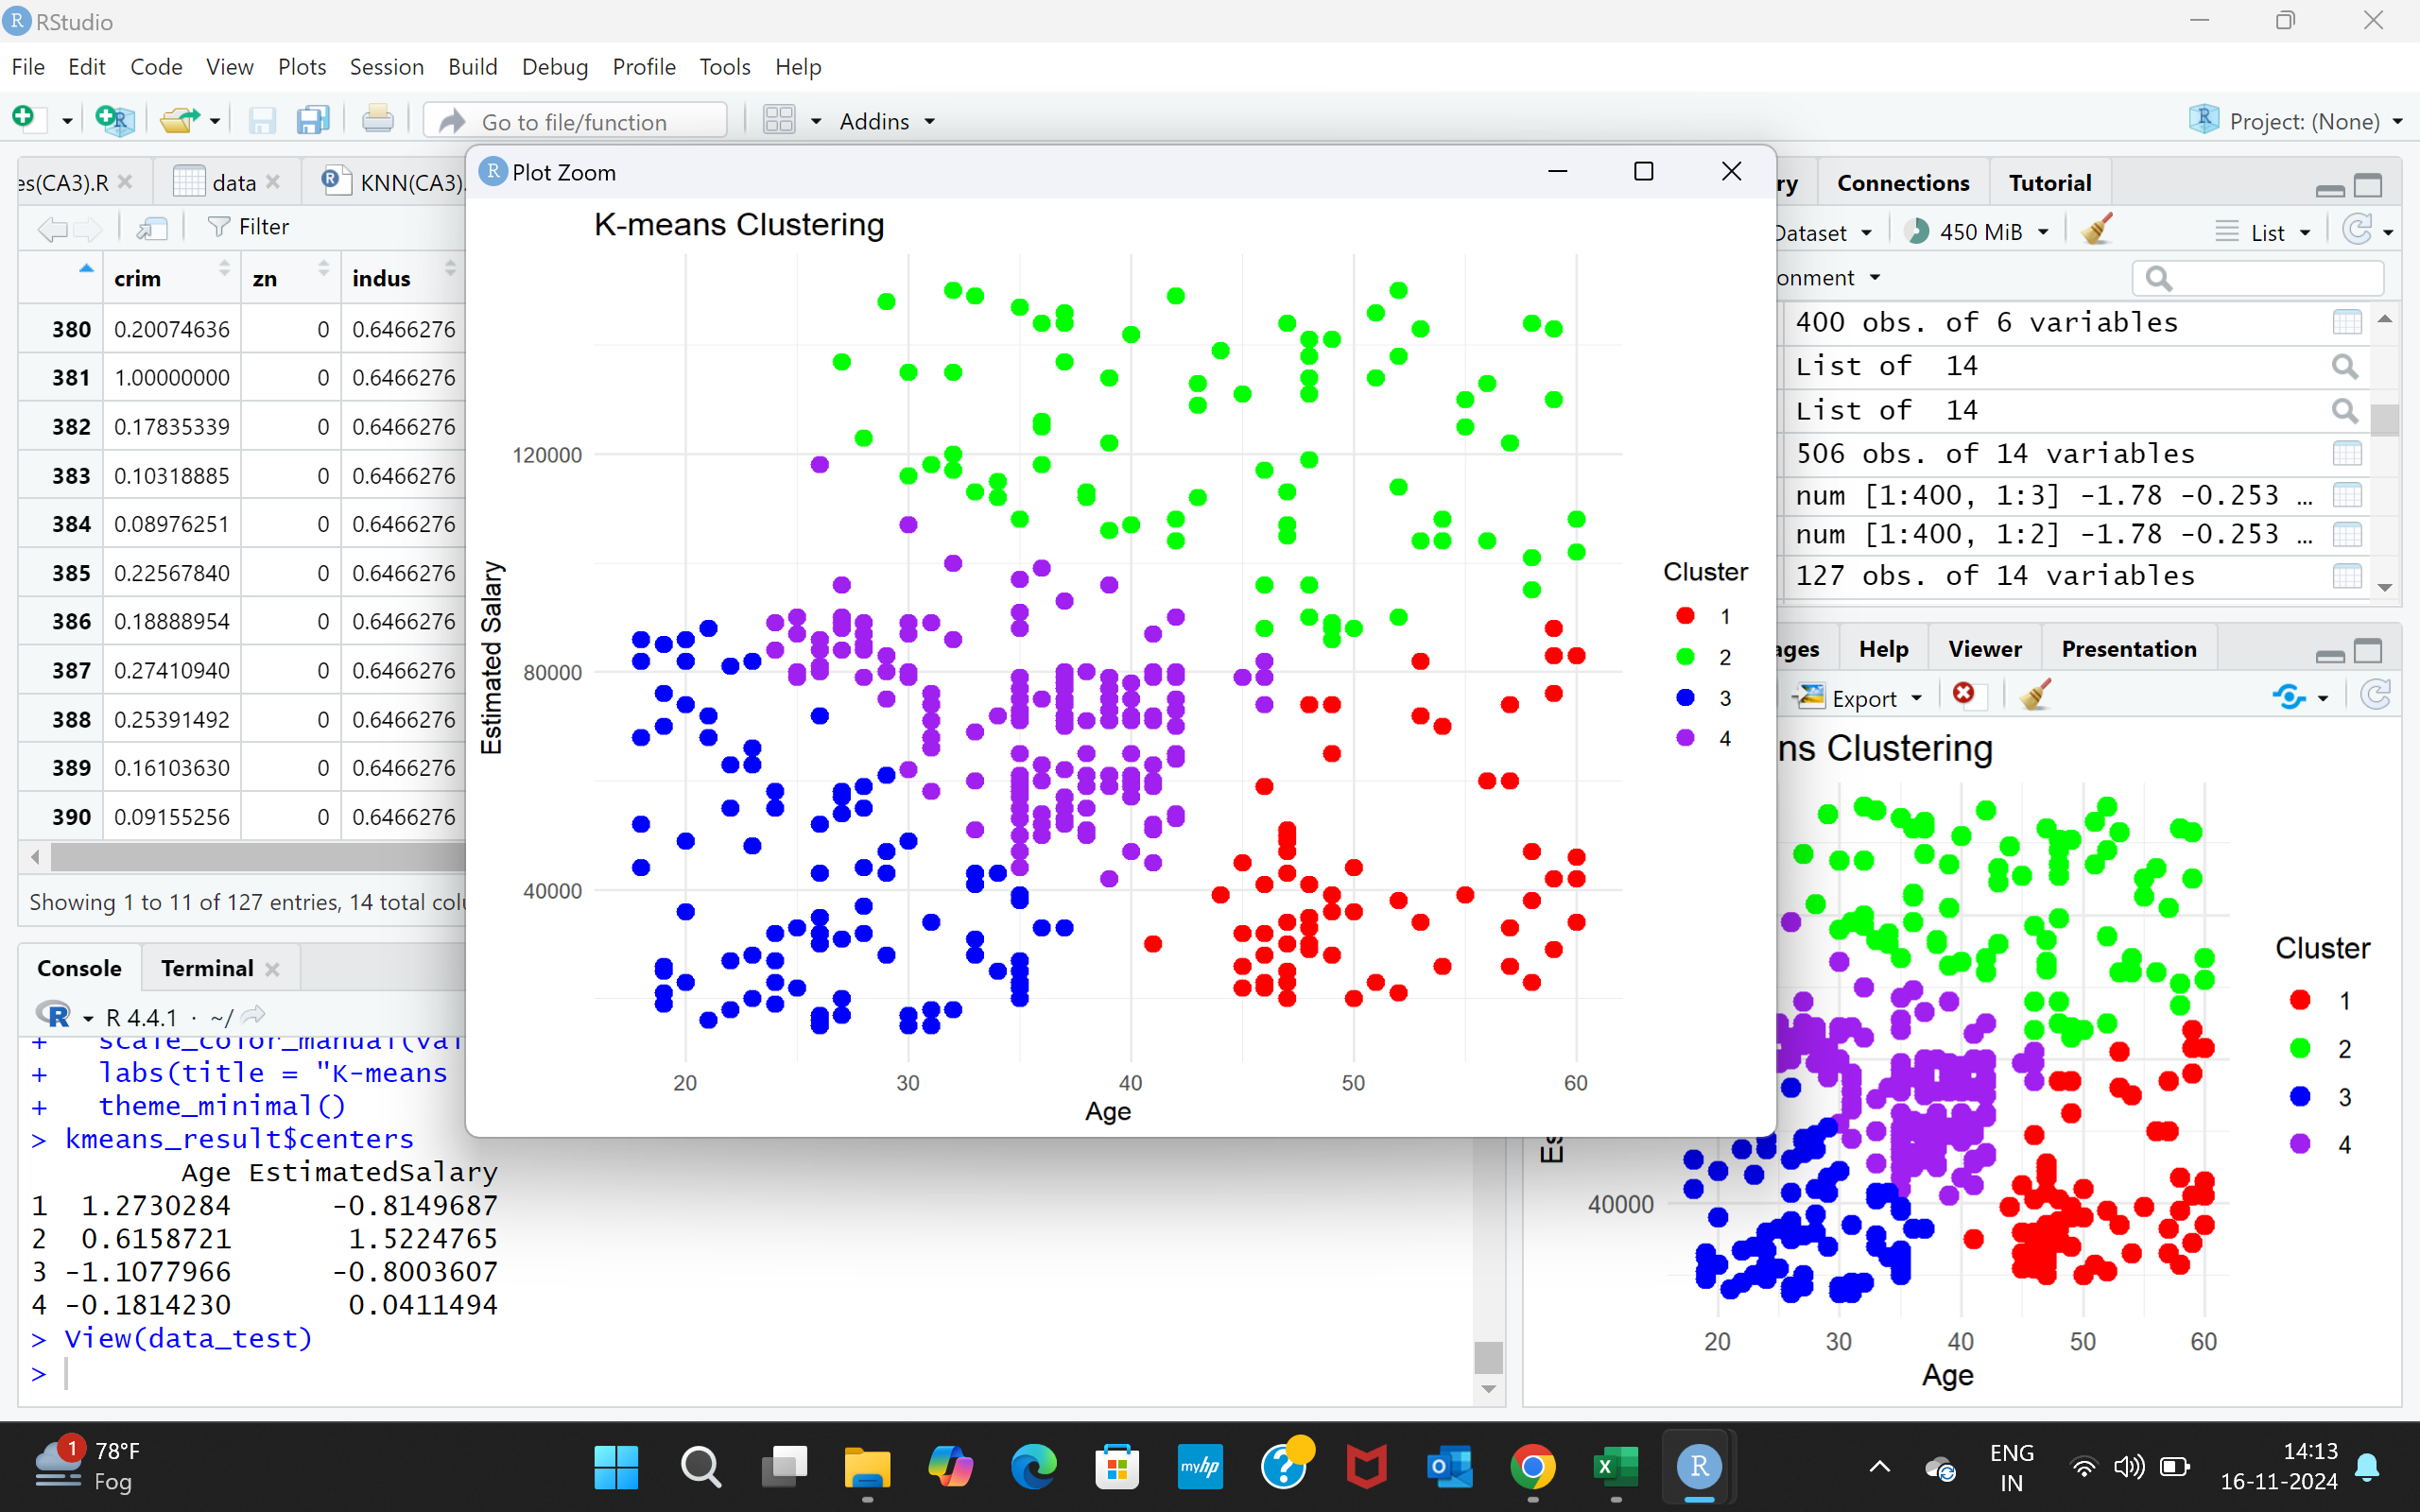 RStudio
File Edit Code View Plots Session Build Debug Profile Tools Help
Go to file/function Addins Project: (None)
es(CA3).R data KNN(CA3).
Filter
crim zn indus
380 0.20074636 0 0.6466276
381 1.00000000 0 0.6466276
382 0.17835339 0 0.6466276
383 0.10318885 0 0.6466276
384 0.08976251 0 0.6466276
385 0.22567840 0 0.6466276
386 0.18888954 0 0.6466276
387 0.27410940 0 0.6466276
388 0.25391492 0 0.6466276
389 0.16103630 0 0.6466276
390 0.09155256 0 0.6466276
Showing 1 to 11 of 127 entries, 14 total colu
Console Terminal
R 4.4.1 · ~/
+ scale_color_manual(val
+ labs(title = "K-means
+ theme_minimal()
> kmeans_result$centers
Age EstimatedSalary
1 1.2730284 -0.8149687
2 0.6158721 1.5224765
3 -1.1077966 -0.8003607
4 -0.1814230 0.0411494
> View(data_test)
>
Plot Zoom
K-means Clustering
Estimated Salary
120000
80000
40000
20 30 40 50 60
Age
Cluster
1
2
3
4
ry Connections Tutorial
Dataset 450 MiB List
onment
400 obs. of 6 variables
List of 14
List of 14
506 obs. of 14 variables
num [1:400, 1:3] -1.78 -0.253 ...
num [1:400, 1:2] -1.78 -0.253 ...
127 obs. of 14 variables
ages Help Viewer Presentation
Export
ns Clustering
Es
40000
20 30 40 50 60
Age
Cluster
1
2
3
4
1
78°F
Fog
myhp
ENG
IN
14:13
16-11-2024